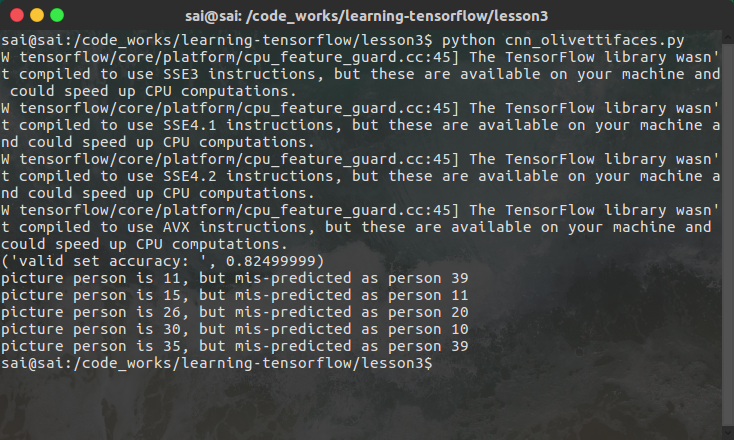 sai@sai: /code_works/learning-tensorflow/lesson3
sai@sai:/code_works/learning-tensorflow/lesson3$ python cnn_olivettifaces.py
W tensorflow/core/platform/cpu_feature_guard.cc:45] The TensorFlow library wasn'
t compiled to use SSE3 instructions, but these are available on your machine and
 could speed up CPU computations.
W tensorflow/core/platform/cpu_feature_guard.cc:45] The TensorFlow library wasn'
t compiled to use SSE4.1 instructions, but these are available on your machine a
nd could speed up CPU computations.
W tensorflow/core/platform/cpu_feature_guard.cc:45] The TensorFlow library wasn'
t compiled to use SSE4.2 instructions, but these are available on your machine a
nd could speed up CPU computations.
W tensorflow/core/platform/cpu_feature_guard.cc:45] The TensorFlow library wasn'
t compiled to use AVX instructions, but these are available on your machine and
could speed up CPU computations.
('valid set accuracy: ', 0.82499999)
picture person is 11, but mis-predicted as person 39
picture person is 15, but mis-predicted as person 11
picture person is 26, but mis-predicted as person 20
picture person is 30, but mis-predicted as person 10
picture person is 35, but mis-predicted as person 39
sai@sai:/code_works/learning-tensorflow/lesson3$